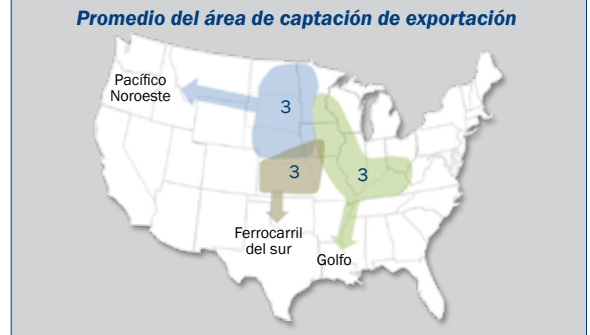 Promedio del área de captación de exportación
Pacífico
Noroeste
3
3
3
Ferrocarril
del sur
Golfo